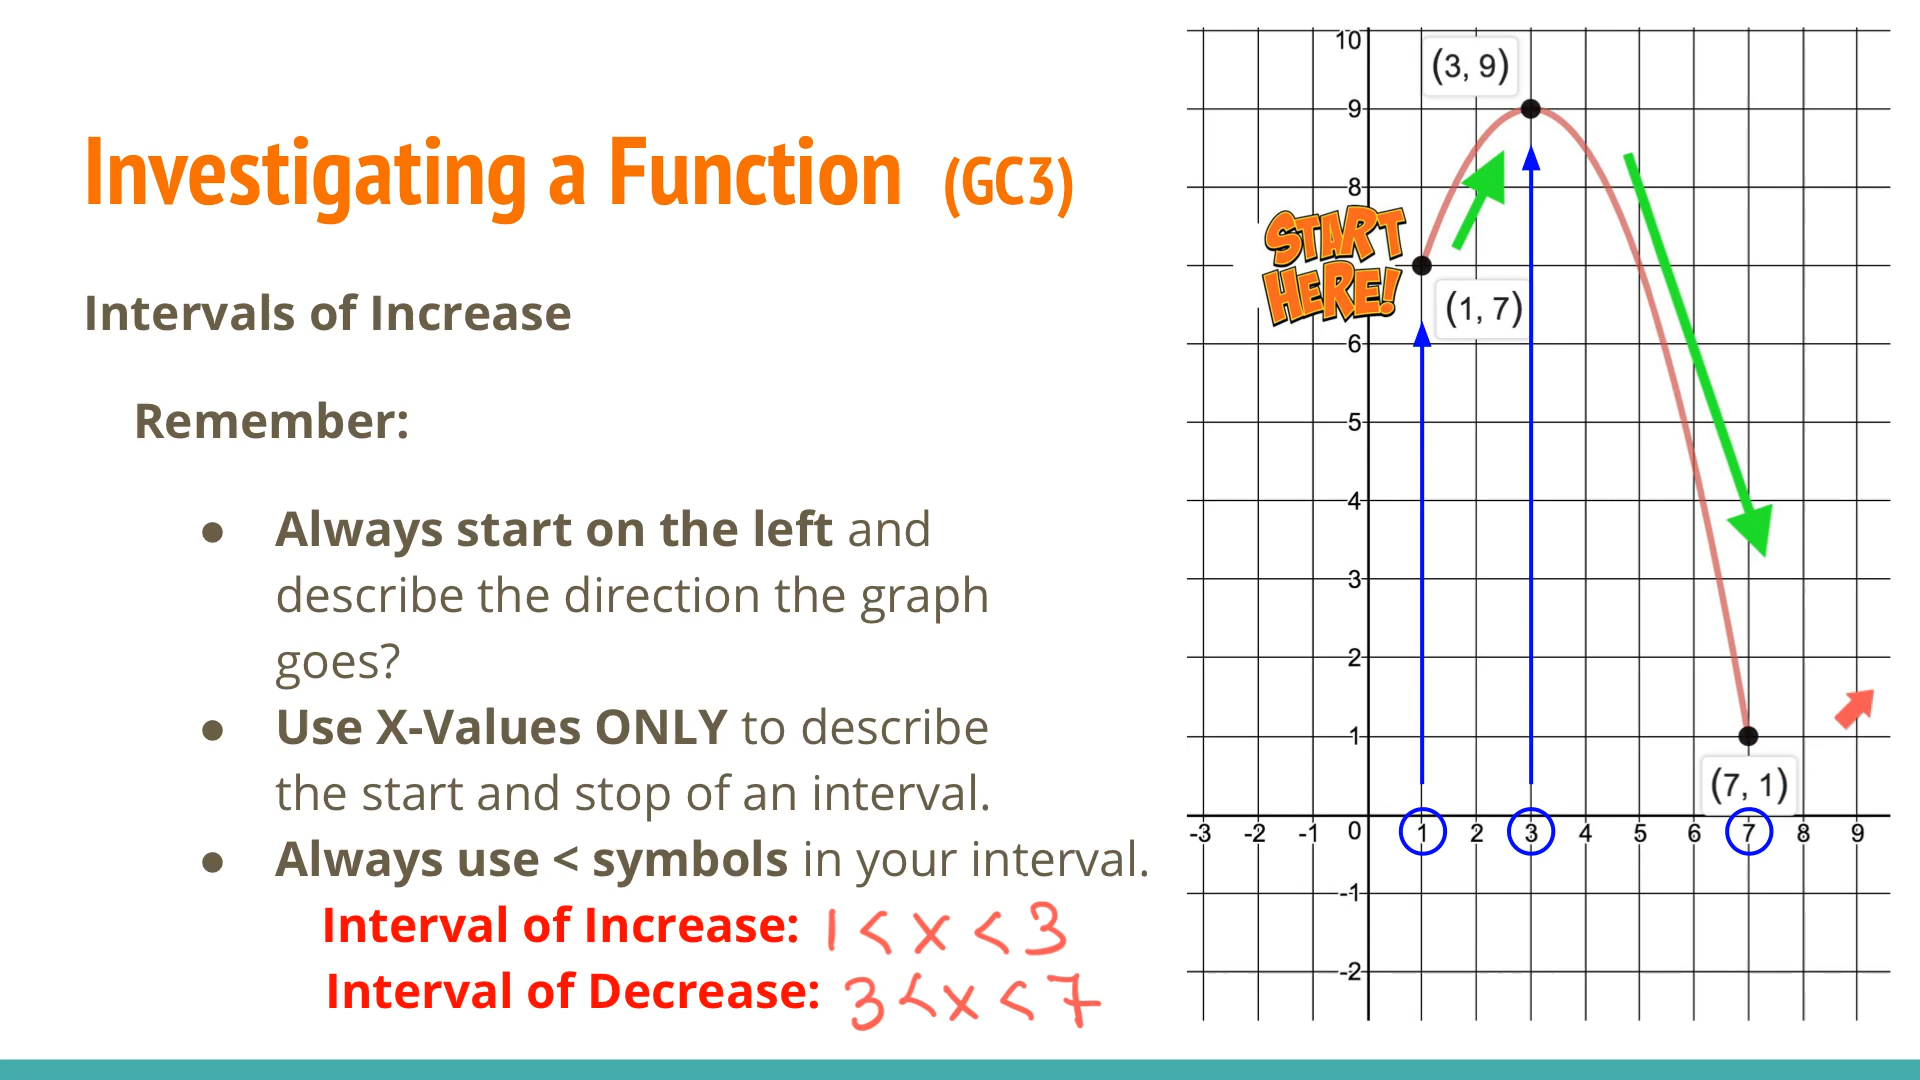 Investigating a Function (GC3)
Intervals of Increase
Remember:
● Always start on the left and
describe the direction the graph
goes?
● Use X-Values ONLY to describe
the start and stop of an interval.
● Always use < symbols in your interval.
Interval of Increase: 1 < x < 3
Interval of Decrease: 3 < x < 7
10
(3, 9)
9
8
START
HERE!
(1, 7)
6
5
4
3
2
1
(7, 1)
-3 -2 -1 0 1 2 3 4 5 6 7 8 9
-1
-2